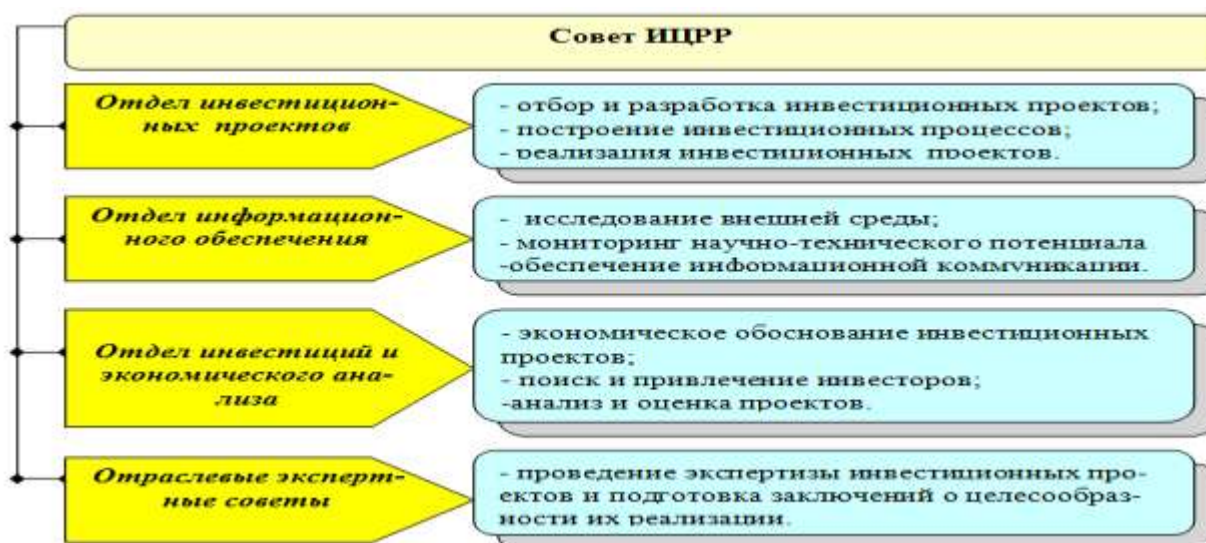 Совет ИЦРР
Отдел инвестицион-
ных проектов
- отбор и разработка инвестиционных проектов;
- построение инвестиционных процессов;
- реализация инвестиционных проектов.
Отдел информацион-
ного обеспечения
- исследование внешней среды;
- мониторинг научно-технического потенциала
-обеспечение информационной коммуникации.
Отдел инвестиций и
экономического ана-
лиза
- экономическое обоснование инвестиционных
проектов;
- поиск и привлечение инвесторов;
-анализ и оценка проектов.
Отраслевые эксперт-
ные советы
- проведение экспертизы инвестиционных про-
ектов и подготовка заключений о целесообраз-
ности их реализации.